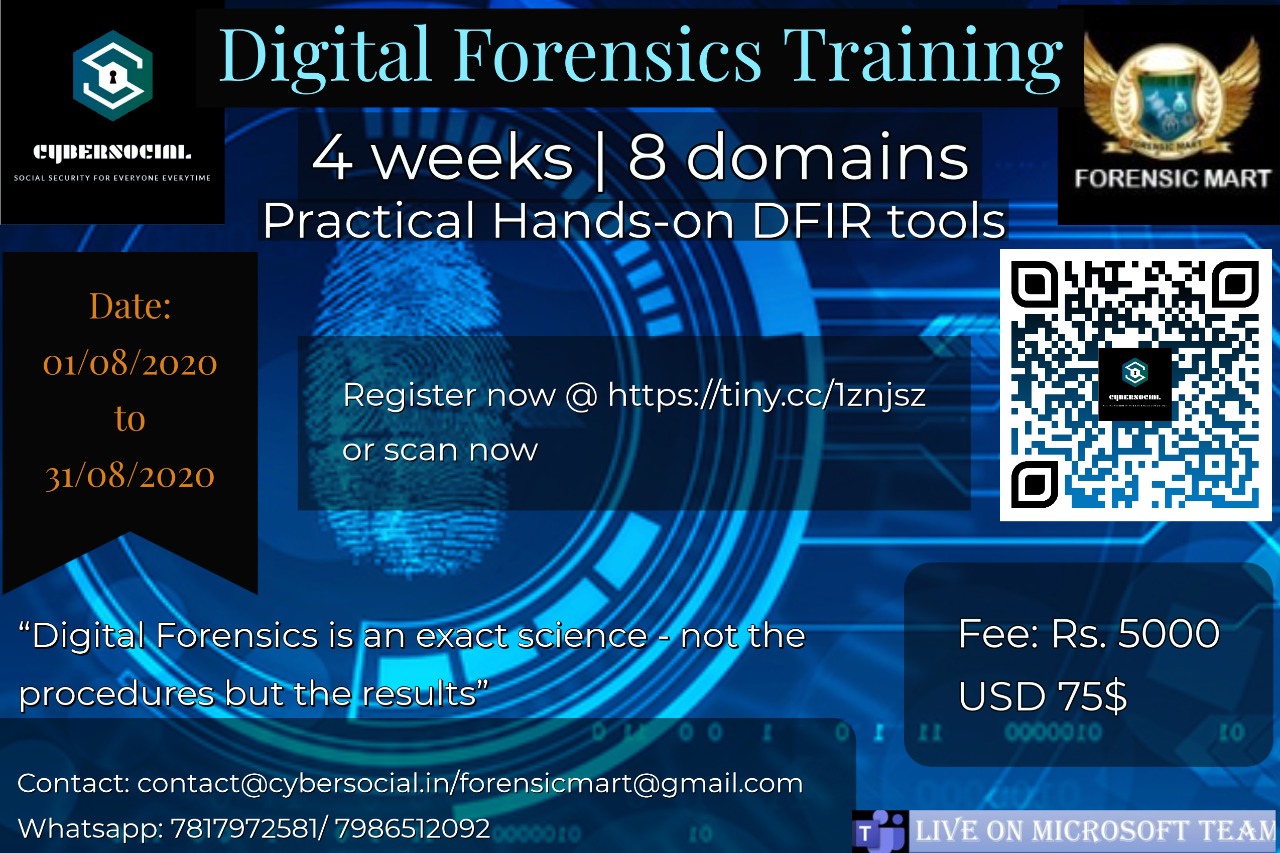 Digital Forensics Training
CYBERSOCIAL
SOCIAL SECURITY FOR EVERYONE EVERYTIME
4 weeks | 8 domains
Practical Hands-on DFIR tools
FORENSIC MART
FORENSIC MART
Date:
01/08/2020
to
31/08/2020
Register now @ https://tiny.cc/1znjsz
or scan now
CYBERSOCIAL
“Digital Forensics is an exact science - not the
procedures but the results”
Fee: Rs. 5000
USD 75$
Contact: contact@cybersocial.in/forensicmart@gmail.com
Whatsapp: 7817972581/ 7986512092
T
LIVE ON MICROSOFT TEAM